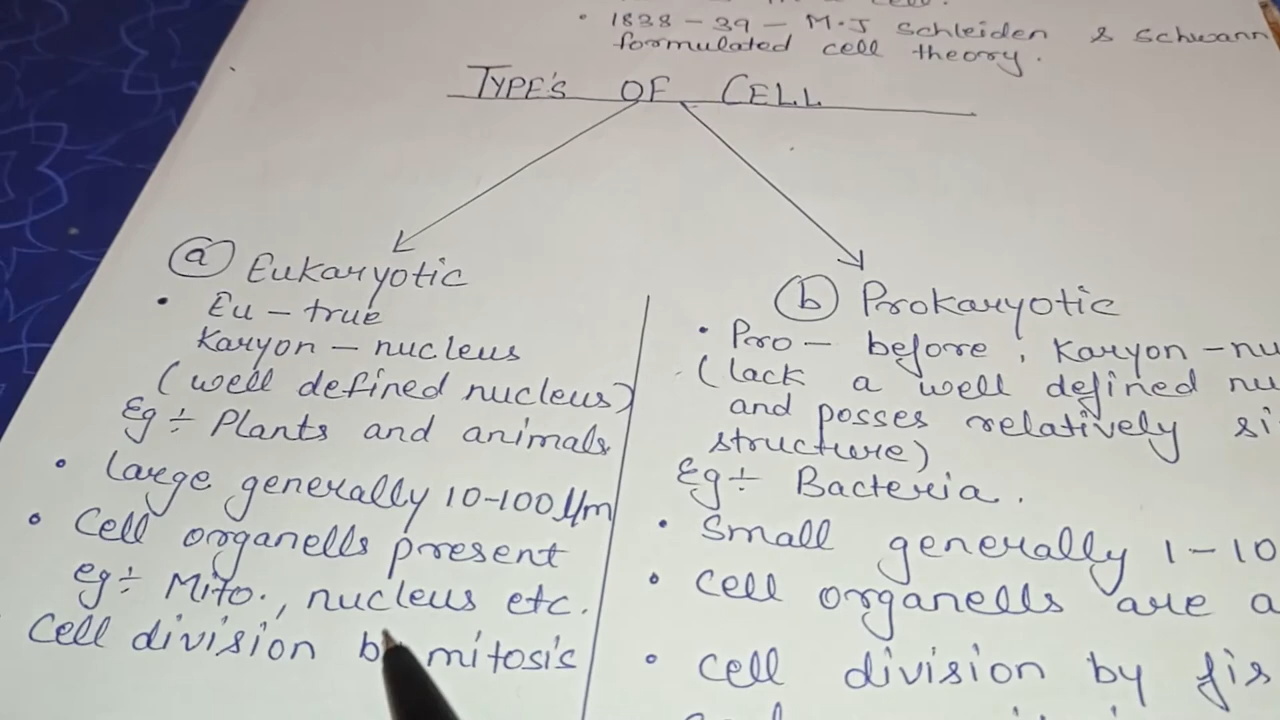 • 1838 – 39 – M.J Schleiden & Schwann
formulated cell theory.
TYPE'S OF CELL
(a) Eukaryotic
• Eu – true
Karyon – nucleus
(well defined nucleus)
Eg ÷ Plants and animals
• Large generally 10-100 μm
• Cell organells present
eg ÷ Mito., nucleus etc.
Cell division by mitosis
(b) Prokaryotic
• Pro – before, Karyon – nu
(lack a well defined nu
and posses relatively si
structure)
Eg ÷ Bacteria.
• Small generally 1 – 10
• Cell organells are a
• Cell division by fis